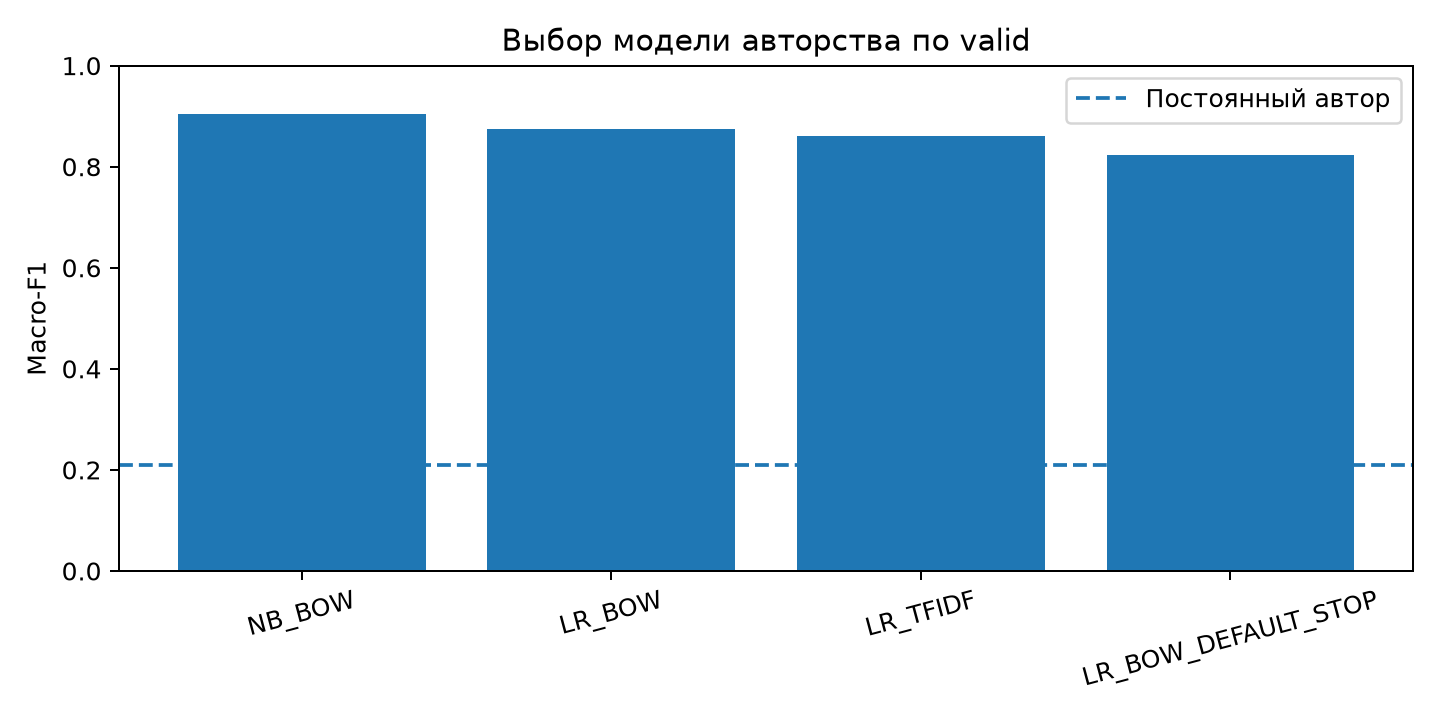 Выбор модели авторства по valid
Постоянный автор
Macro-F1
1.0
0.8
0.6
0.4
0.2
0.0
NB_BOW
LR_BOW
LR_TFIDF
LR_BOW_DEFAULT_STOP